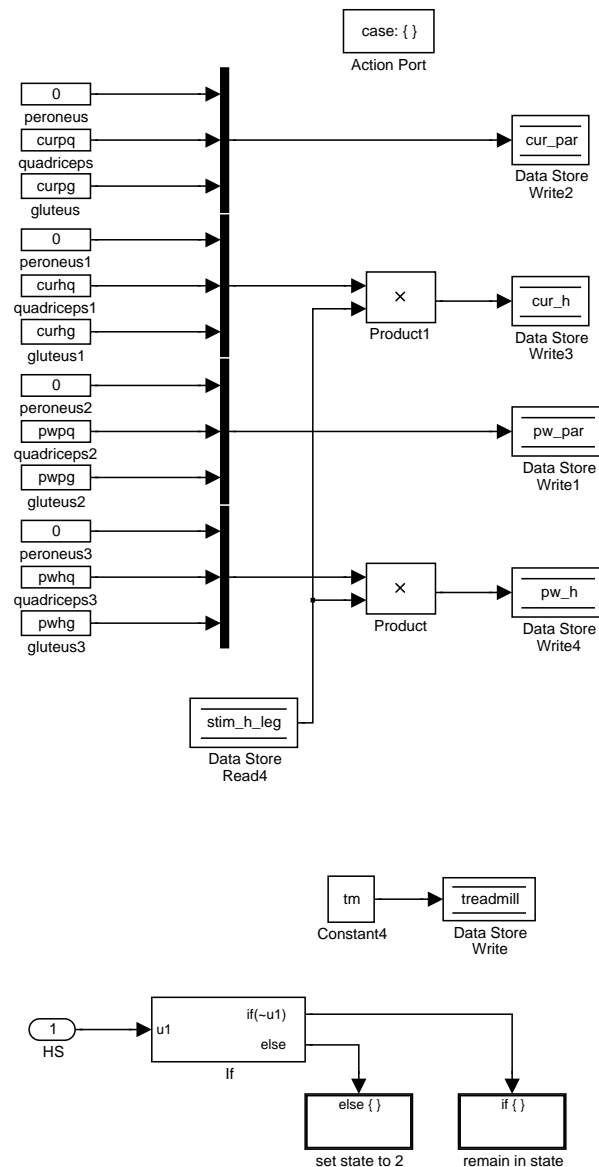 case: { }
Action Port
0
peroneus
curpq
quadriceps
curpg
gluteus
cur_par
Data Store
Write2
0
peroneus1
curhq
quadriceps1
curhg
gluteus1
×
Product1
cur_h
Data Store
Write3
0
peroneus2
pwpq
quadriceps2
pwpg
gluteus2
pw_par
Data Store
Write1
0
peroneus3
pwhq
quadriceps3
pwhg
gluteus3
×
Product
pw_h
Data Store
Write4
stim_h_leg
Data Store
Read4
tm
Constant4
treadmill
Data Store
Write
1
HS
u1
if(~u1)
else
If
else { }
set state to 2
if { }
remain in state